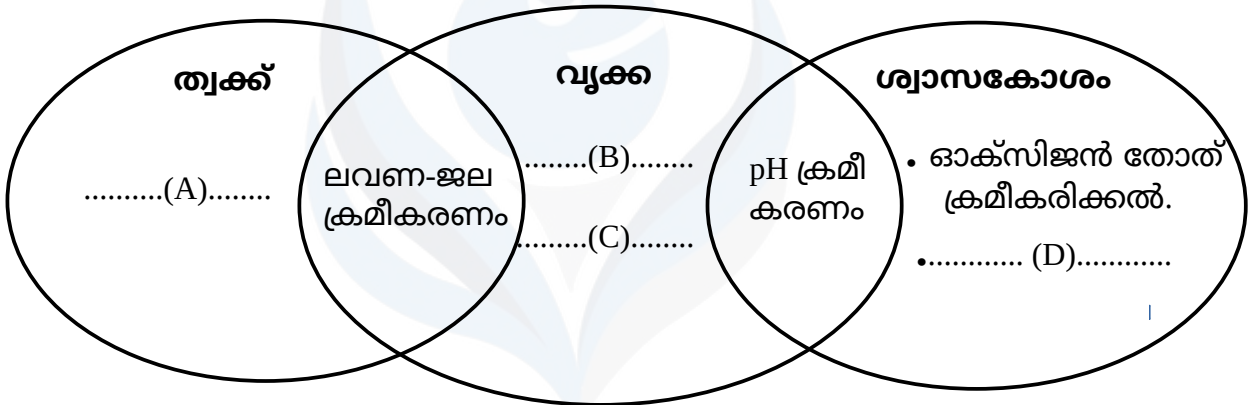 ത്വക്ക്
..........(A)........
ലവണ-ജല
ക്രമീകരണം
വൃക്ക
........(B)........
........(C)........
pH ക്രമീ
കരണം
ശ്വാസകോശം
• ഓക്സിജൻ തോത്
ക്രമീകരിക്കൽ.
•............ (D)............